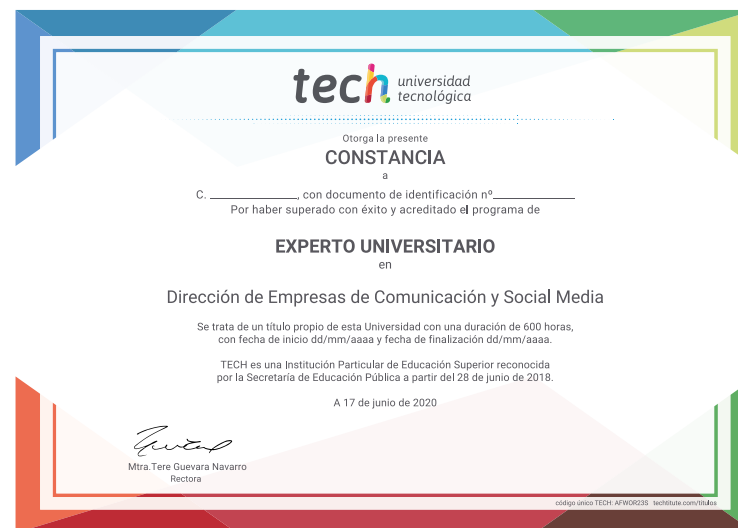 tech universidad
tecnológica
Otorga la presente
CONSTANCIA
a
C. ______________, con documento de identificación nº______________
Por haber superado con éxito y acreditado el programa de
EXPERTO UNIVERSITARIO
en
Dirección de Empresas de Comunicación y Social Media
Se trata de un título propio de esta Universidad con una duración de 600 horas,
con fecha de inicio dd/mm/aaaa y fecha de finalización dd/mm/aaaa.
TECH es una Institución Particular de Educación Superior reconocida
por la Secretaría de Educación Pública a partir del 28 de junio de 2018.
A 17 de junio de 2020
Mtra.Tere Guevara Navarro
Rectora
código único TECH: AFWOR23S techtitute.com/titulos